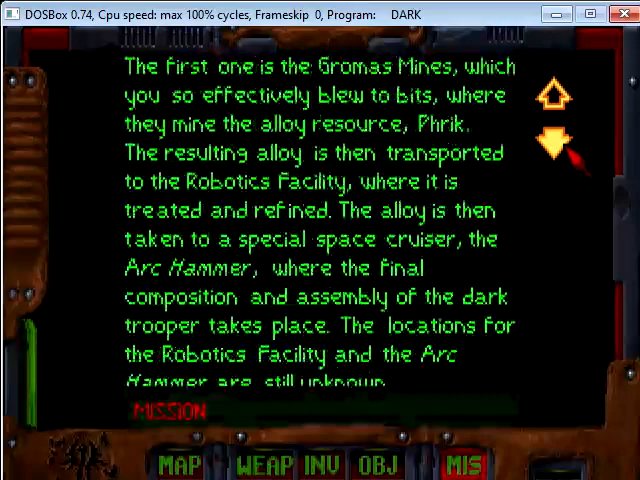 DOSBox 0.74, Cpu speed: max 100% cycles, Frameskip 0, Program: DARK
The first one is the Gromas Mines, which
you so effectively blew to bits, where
they mine the alloy resource, Phrik.
The resulting alloy is then transported
to the Robotics Facility, where it is
treated and refined. The alloy is then
taken to a special space cruiser, the
Arc Hammer, where the final
composition and assembly of the dark
trooper takes place. The locations for
the Robotics Facility and the Arc
Hammer are still unknown
MISSION
MAP WEAP INV OBJ MIS